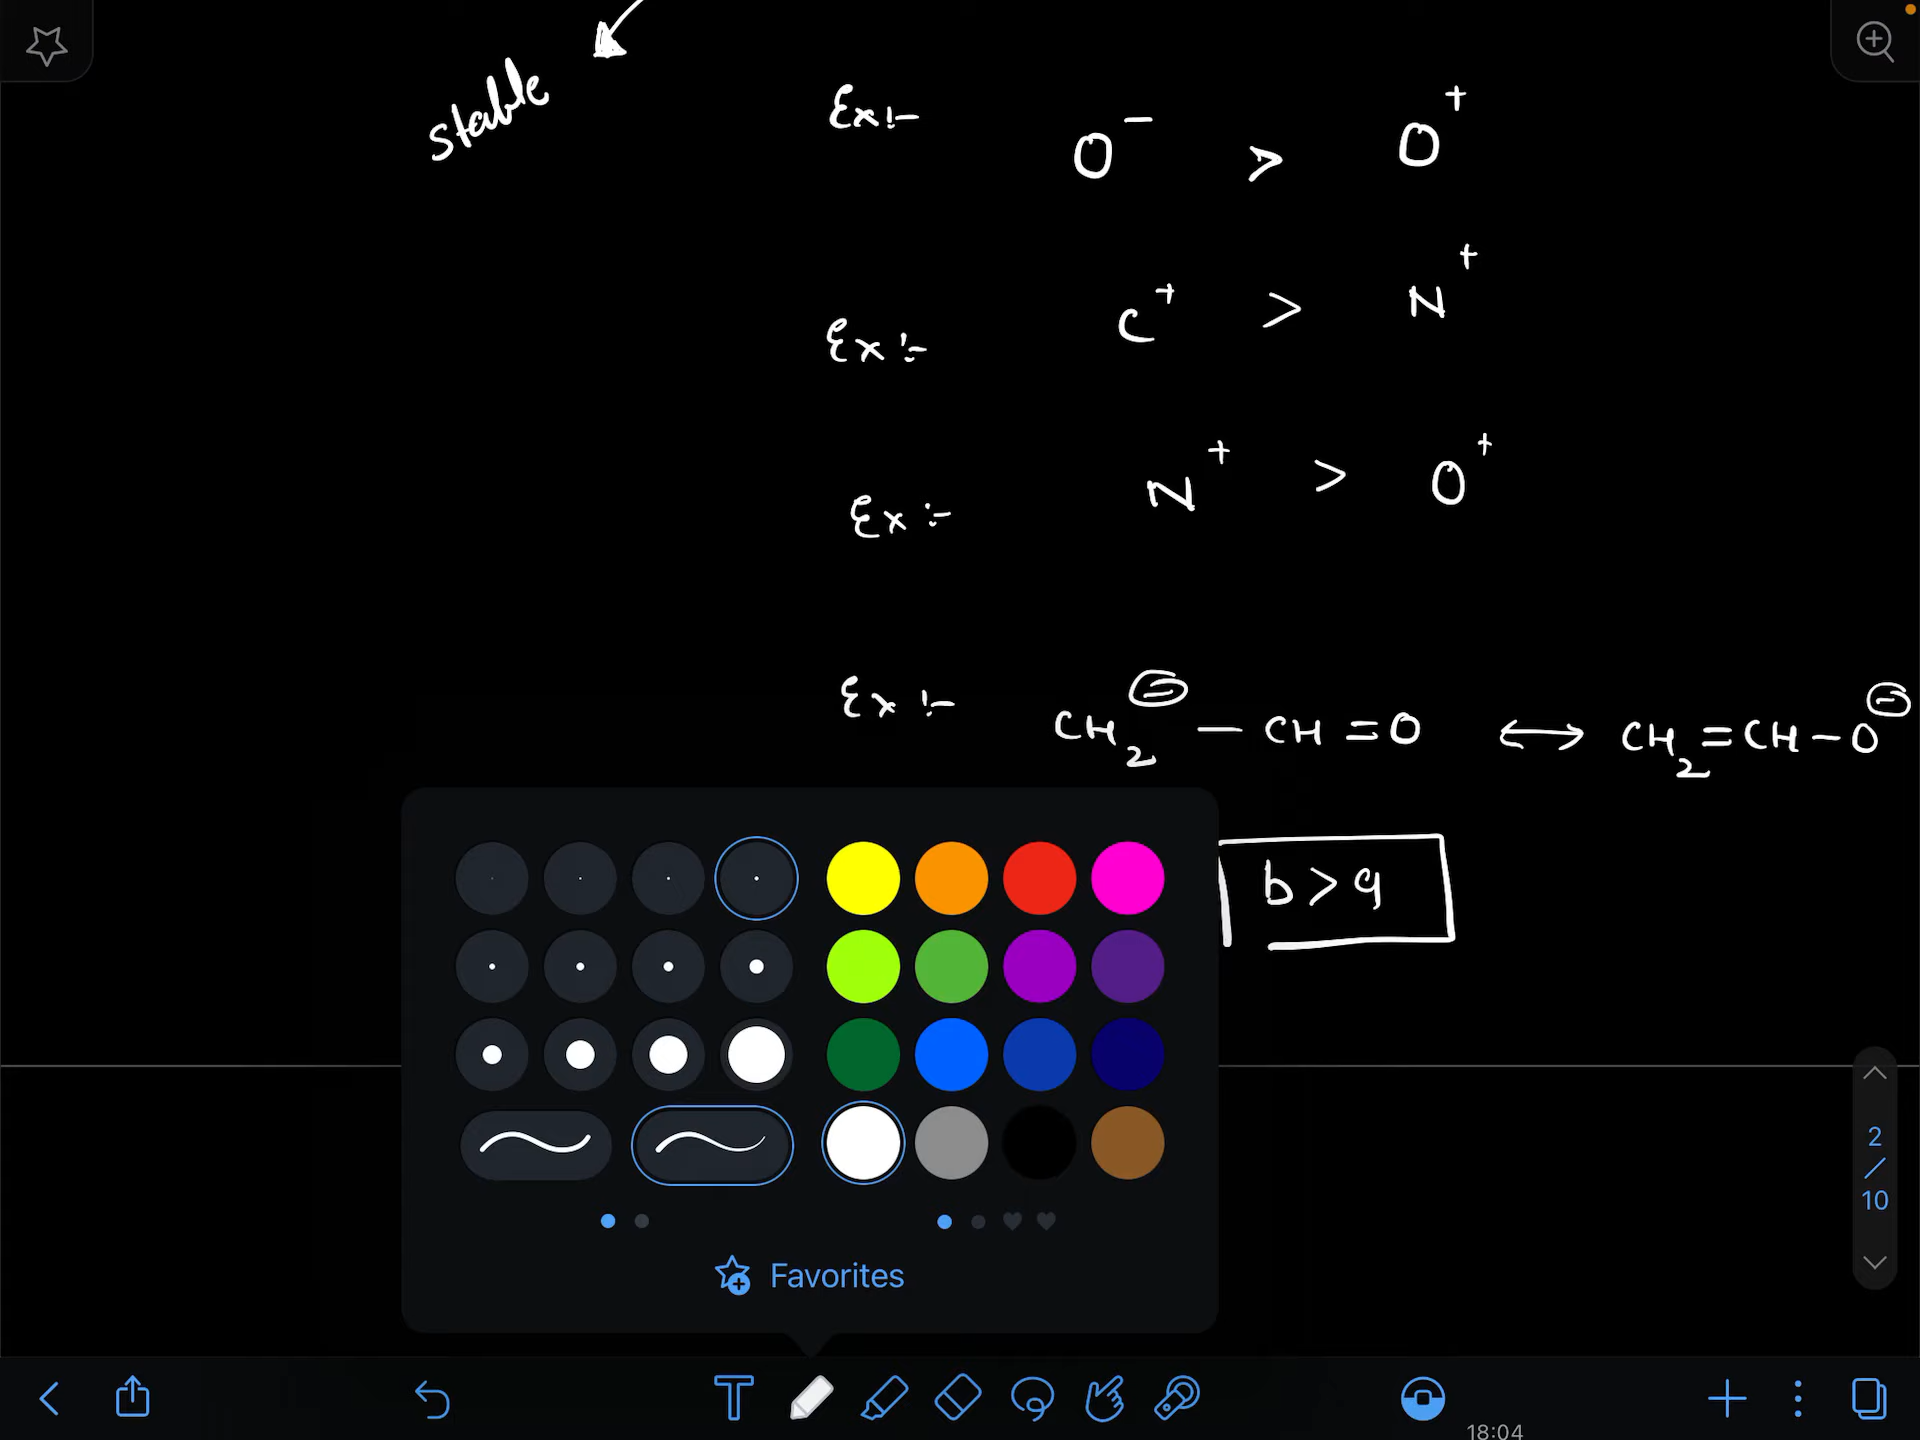 stable
Ex:- O⁻ > O⁺
Ex:- C⁺ > N⁺
Ex:- N⁺ > O⁺
Ex:- CH₂⊖ - CH = O ↔ CH₂ = CH - O⊖
b > a
2
/
10
Favorites
T
18:04